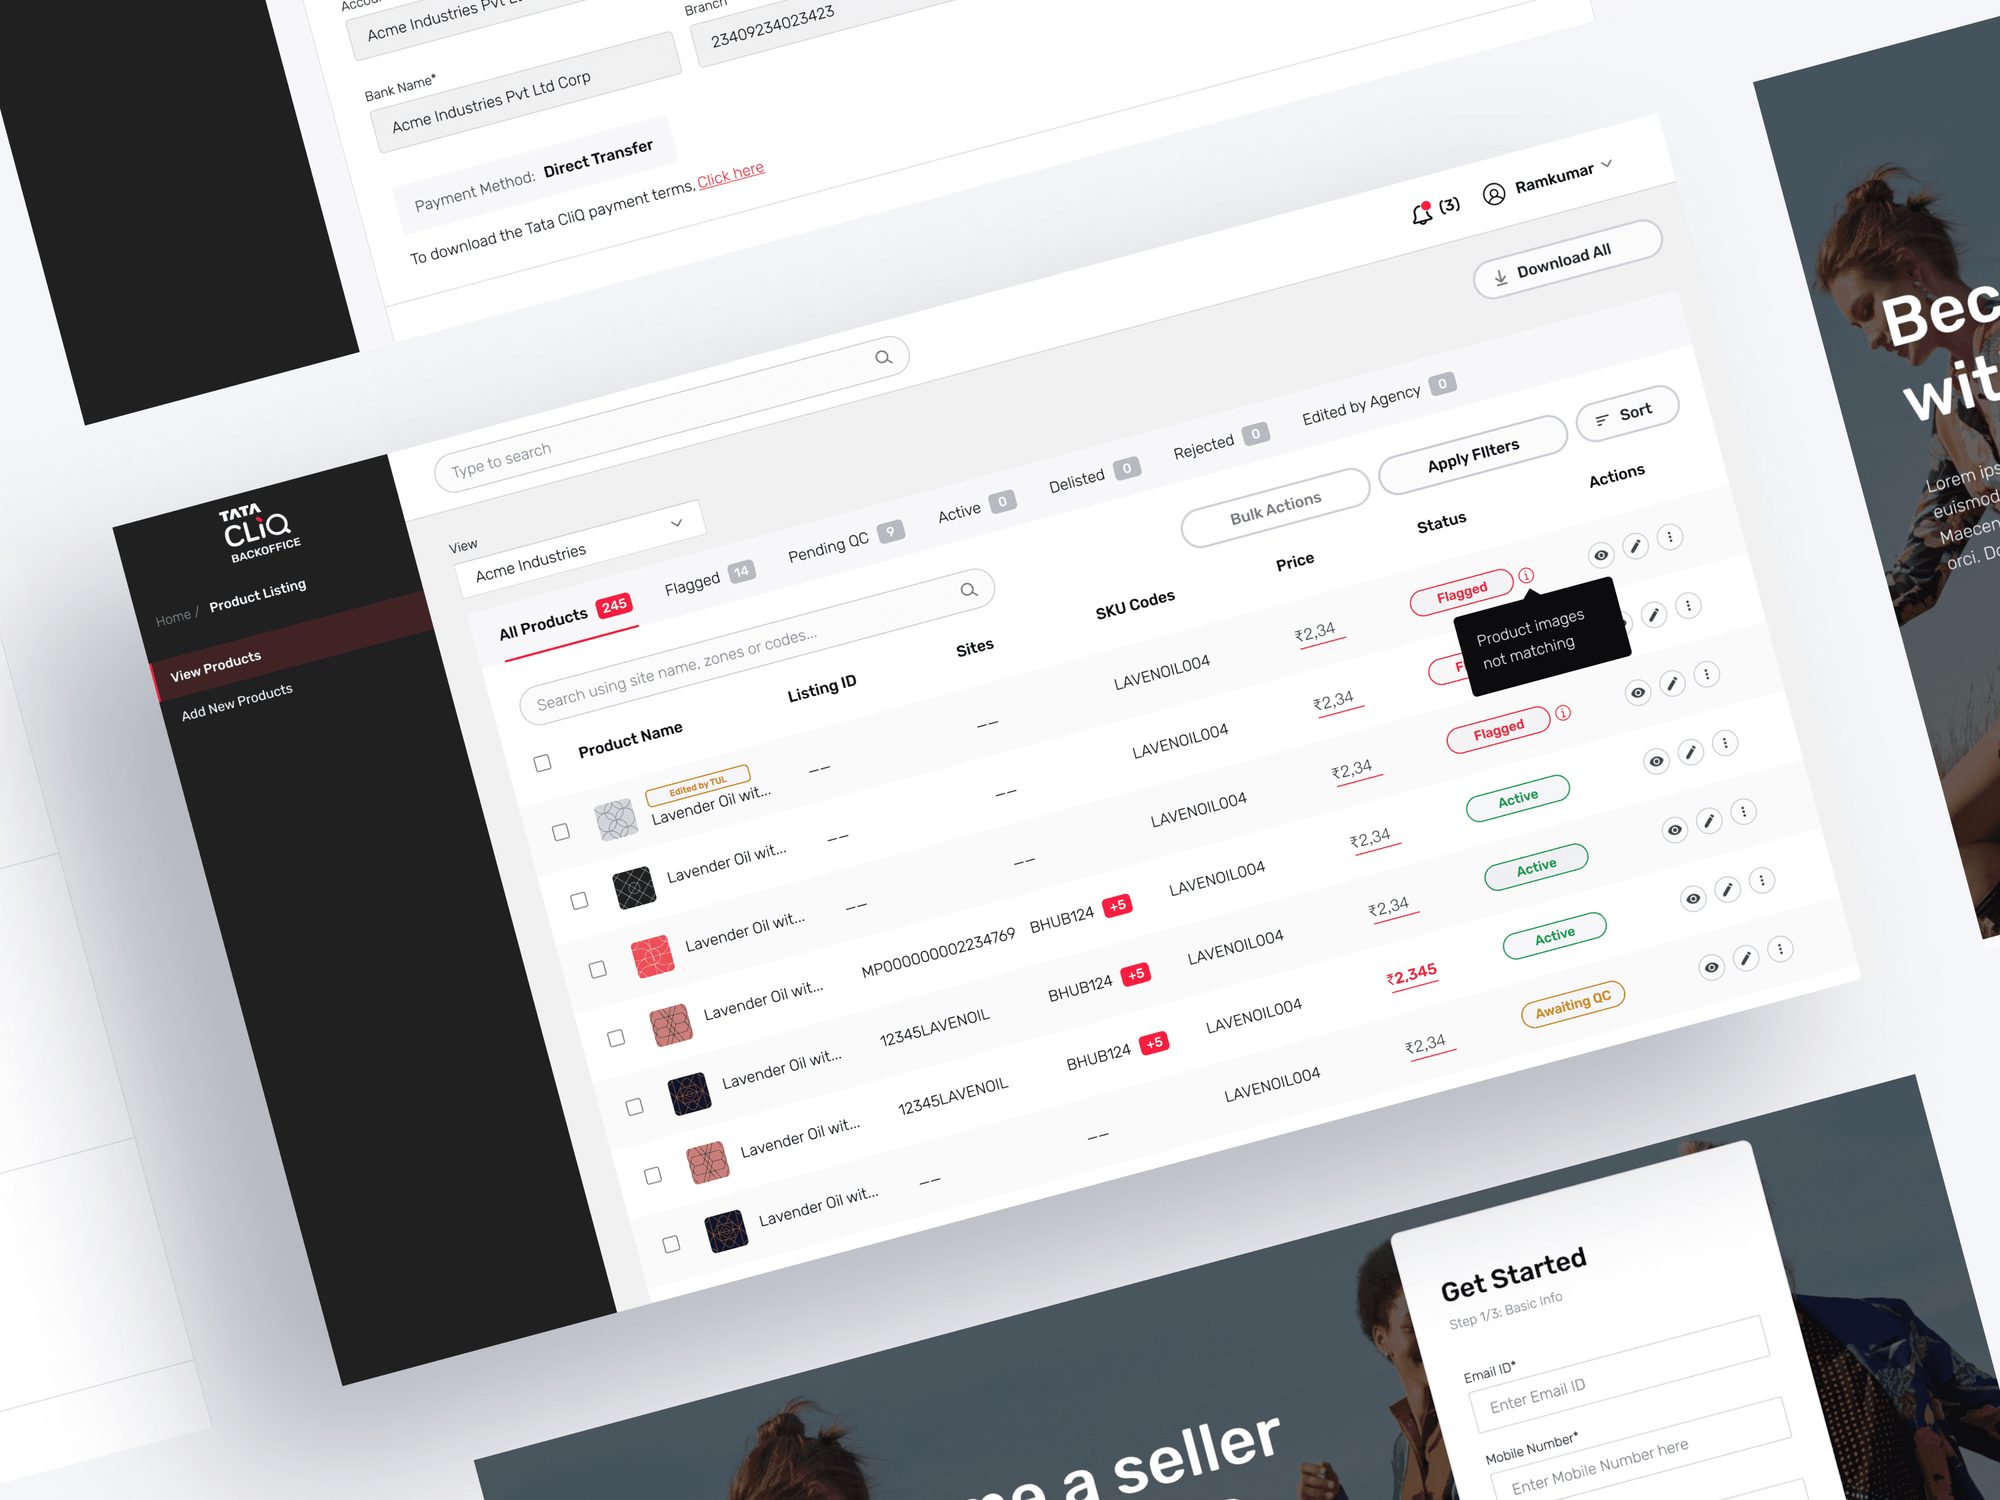 Acme Industries Pvt
Branch
23409234023423
Bank Name*
Acme Industries Pvt Ltd Corp
Payment Method: Direct Transfer
To download the Tata CliQ payment terms, Click here
(3)
Ramkumar
Download All
Type to search
TATA
CLiQ
BACKOFFICE
Home / Product Listing
View Products
Add New Products
View
Acme Industries
All Products 245
Flagged 14
Pending QC 9
Active 0
Delisted 0
Rejected 0
Edited by Agency 0
Search using site name, zones or codes...
Bulk Actions
Apply FIlters
Sort
Product Name
Listing ID
Sites
SKU Codes
Price
Status
Actions
Edited by TUL
Lavender Oil wit... –– –– LAVENOIL004 ₹2,34 Flagged
Product images
not matching
Lavender Oil wit... –– –– LAVENOIL004 ₹2,34
Lavender Oil wit... –– –– LAVENOIL004 ₹2,34 Flagged
Lavender Oil wit... MP000000002234769 BHUB124 +5 LAVENOIL004 ₹2,34 Active
Lavender Oil wit... 12345LAVENOIL BHUB124 +5 LAVENOIL004 ₹2,34 Active
Lavender Oil wit... 12345LAVENOIL BHUB124 +5 LAVENOIL004 ₹2,345 Active
Lavender Oil wit... –– –– LAVENOIL004 ₹2,34 Awaiting QC
Bec
wit
Lorem ips
euismod
Maecen
orci. Do
me a seller
Get Started
Step 1/3: Basic Info
Email ID*
Enter Email ID
Mobile Number*
Enter Mobile Number here